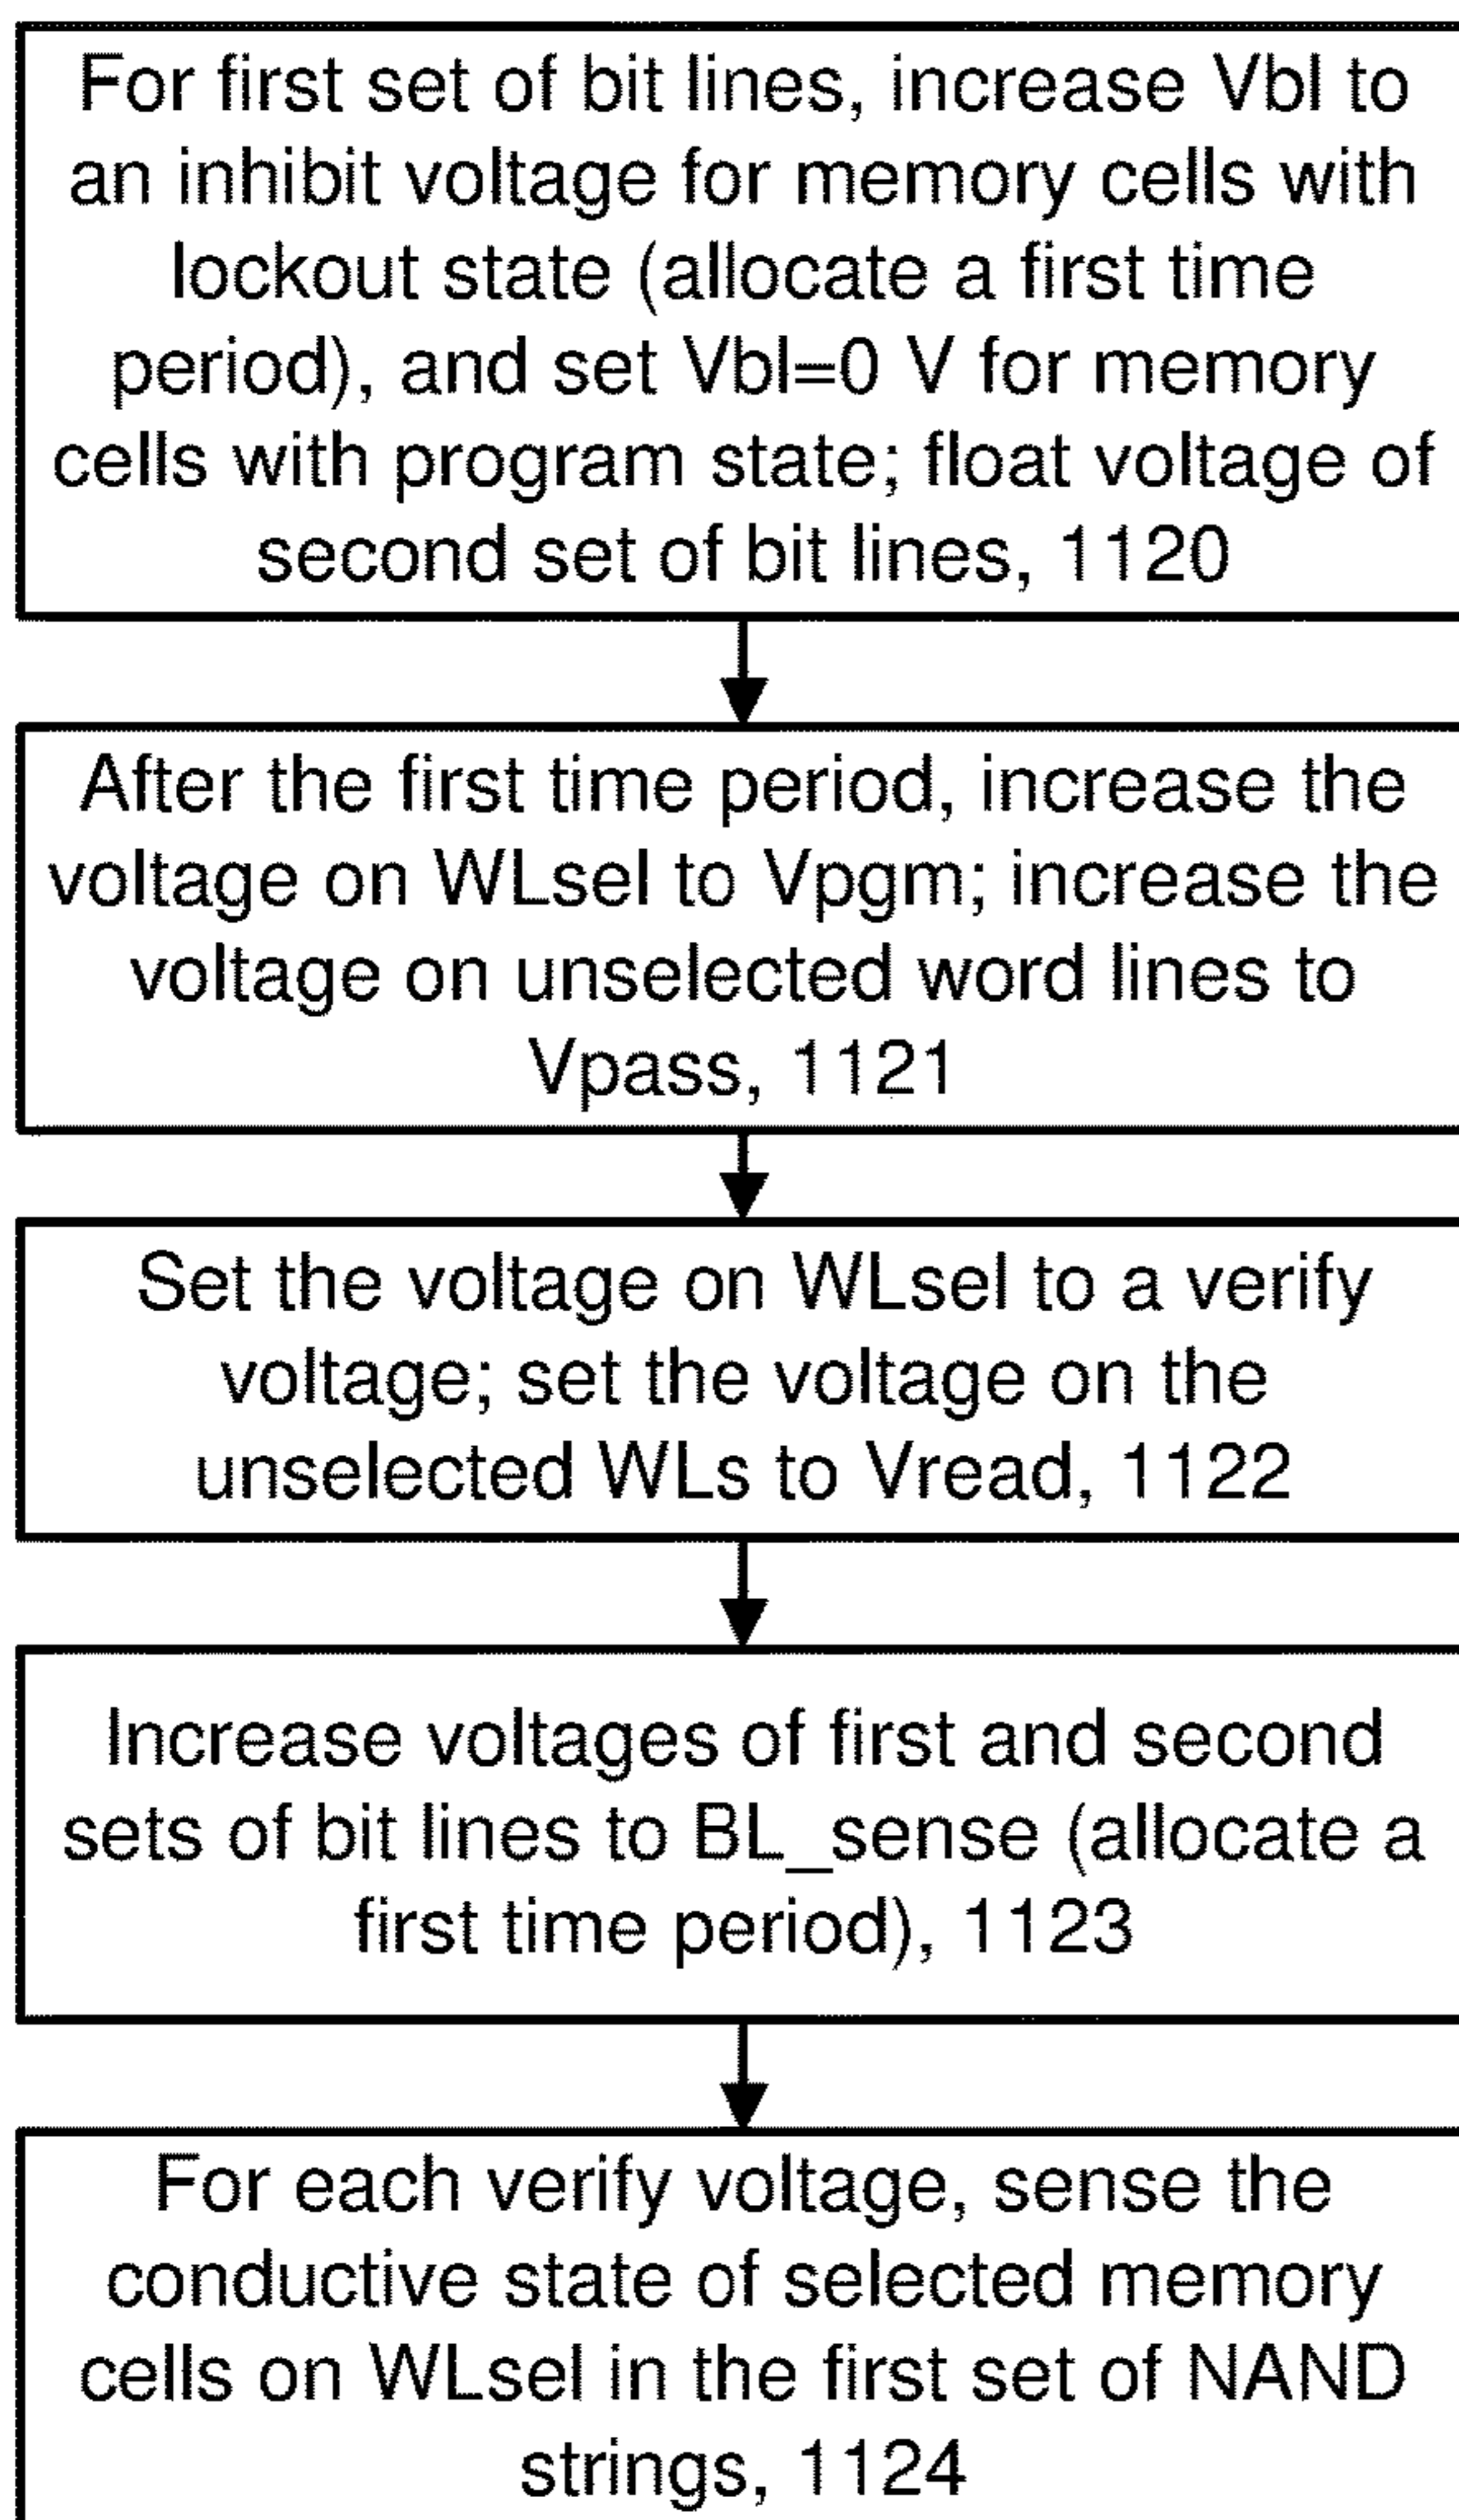 For first set of bit lines, increase Vbl to
an inhibit voltage for memory cells with
lockout state (allocate a first time
period), and set Vbl=0 V for memory
cells with program state; float voltage of
second set of bit lines, 1120
After the first time period, increase the
voltage on WLsel to Vpgm; increase the
voltage on unselected word lines to
Vpass, 1121
Set the voltage on WLsel to a verify
voltage; set the voltage on the
unselected WLs to Vread, 1122
Increase voltages of first and second
sets of bit lines to BL_sense (allocate a
first time period), 1123
For each verify voltage, sense the
conductive state of selected memory
cells on WLsel in the first set of NAND
strings, 1124